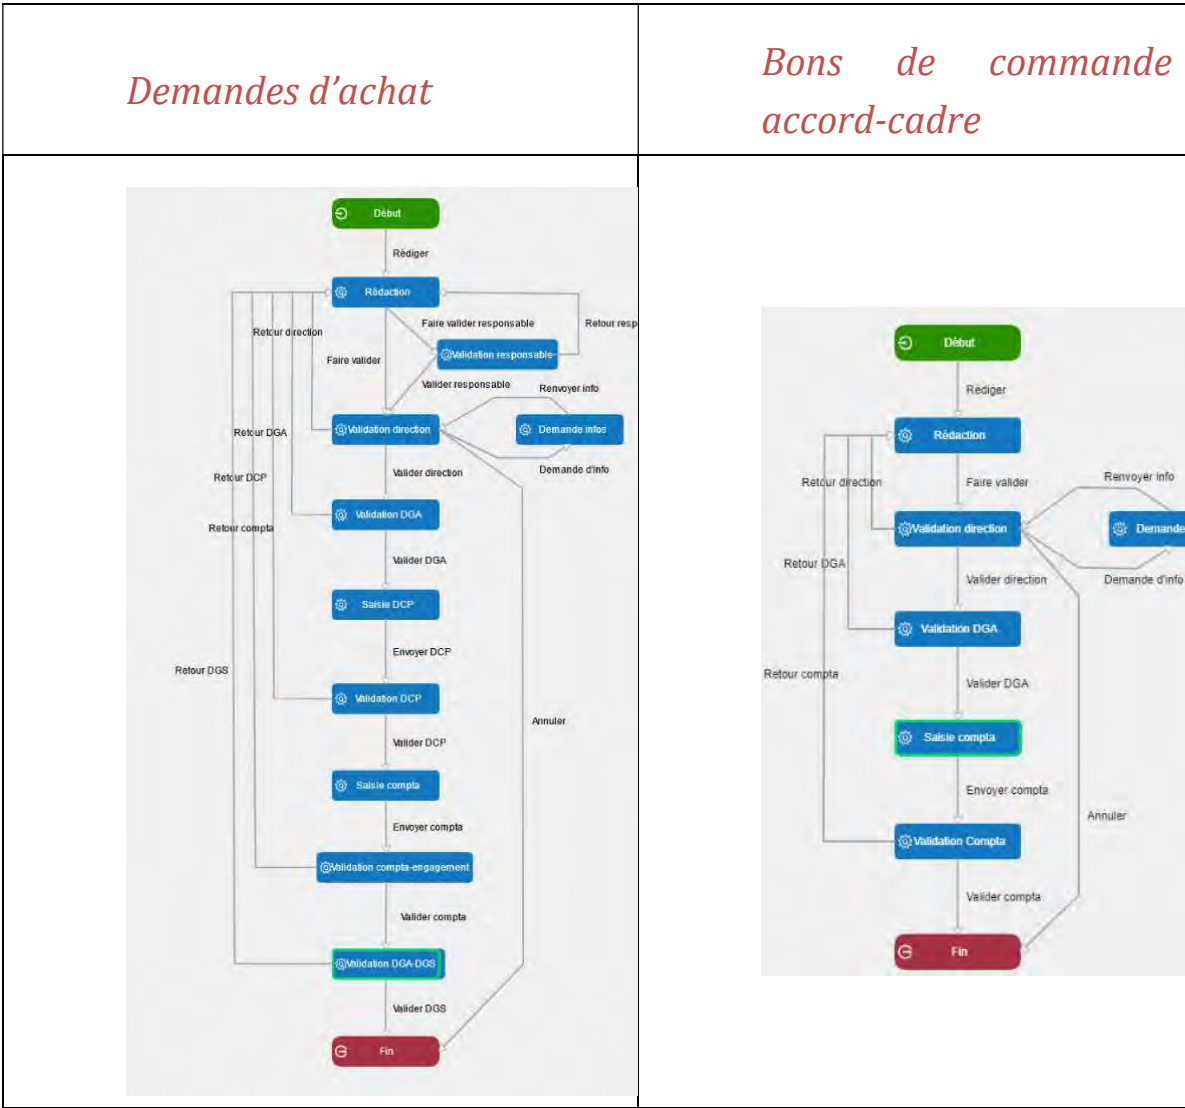 Demandes d'achat
Bons de commande
accord-cadre
Début
Rédiger
Rédaction
Retour direction
Faire valider responsable
Retour resp
Validation responsable
Faire valider
Valider responsable
Renvoyer info
Validation direction
Demande infos
Retour DGA
Valider direction
Demande d'info
Retour DCP
Validation DGA
Retour compta
Valider DGA
Saisie DCP
Envoyer DCP
Retour DGS
Validation DCP
Annuler
Valider DCP
Saisie compta
Envoyer compta
Validation compta-engagement
Valider compta
Validation DGA-DGS
Valider DGS
Fin
Début
Rédiger
Rédaction
Retour direction
Faire valider
Renvoyer info
Validation direction
Demande
Retour DGA
Valider direction
Demande d'info
Validation DGA
Retour compta
Valider DGA
Saisie compta
Envoyer compta
Annuler
Validation Compta
Valider compta
Fin